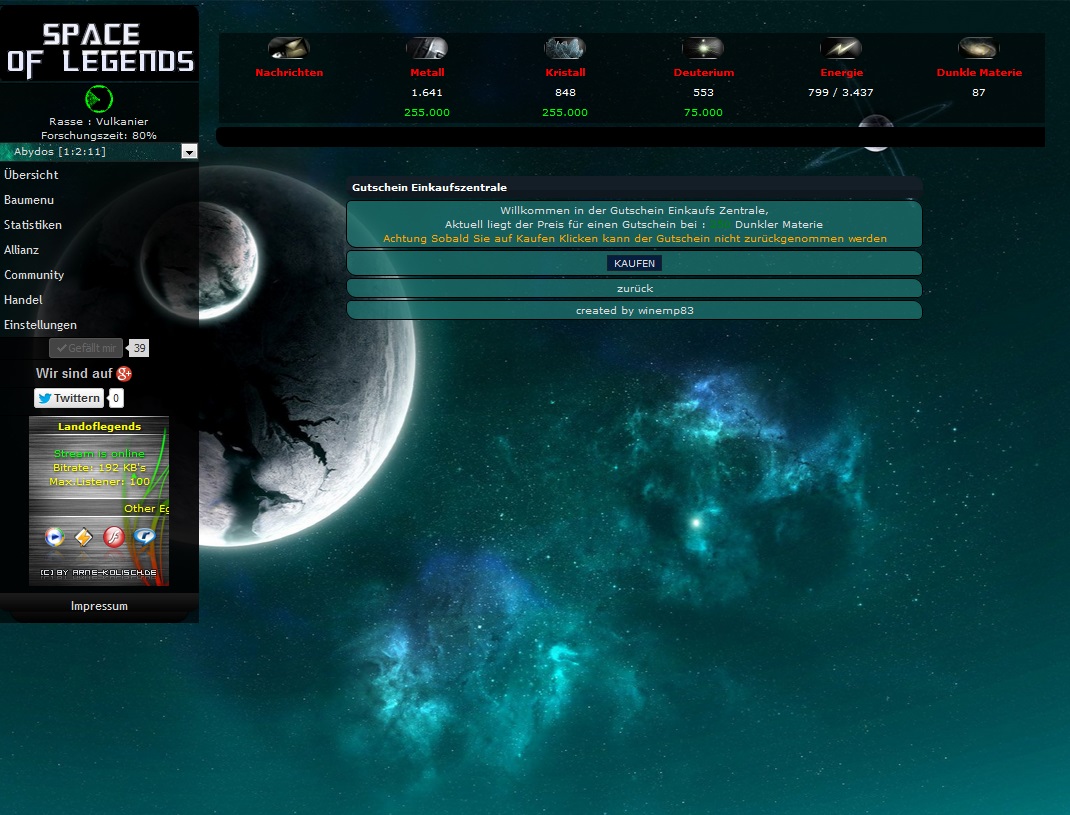 SPACE
OF LEGENDS
Rasse : Vulkanier
Forschungszeit: 80%
Abydos [1:2:11]
Übersicht
Baumenu
Statistiken
Allianz
Community
Handel
Einstellungen
Gefällt mir 39
Wir sind auf g+
Twittern 0
Landoflegends
Stream is online
Bitrate: 192 KB's
Max.Listener: 100
Other Eg
(C) BY ARNE-KOLISCH.DE
Impressum
Nachrichten Metall Kristall Deuterium Energie Dunkle Materie
1.641 848 553 799 / 3.437 87
255.000 255.000 75.000
Gutschein Einkaufszentrale
Willkommen in der Gutschein Einkaufs Zentrale,
Aktuell liegt der Preis für einen Gutschein bei : Dunkler Materie
Achtung Sobald Sie auf Kaufen Klicken kann der Gutschein nicht zurückgenommen werden
KAUFEN
zurück
created by winemp83